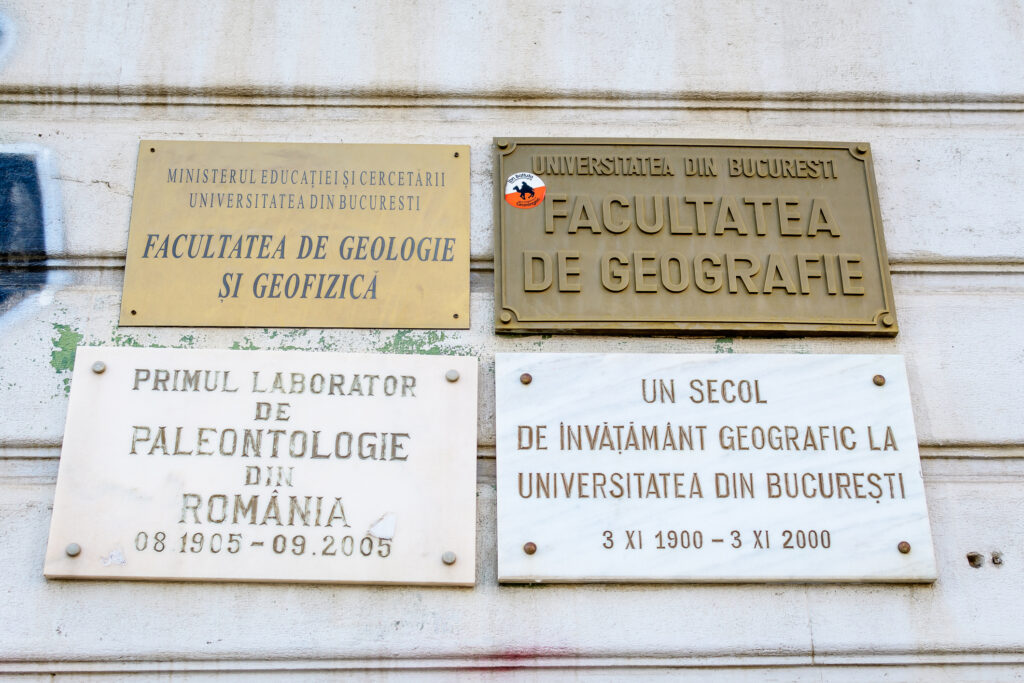 MINISTERUL EDUCAȚIEI ȘI CERCETĂRII
UNIVERSITATEA DIN BUCUREȘTI
FACULTATEA DE GEOLOGIE
ȘI GEOFIZICĂ
UNIVERSITATEA DIN BUCUREȘTI
FACULTATEA
DE GEOGRAFIE
PRIMUL LABORATOR
DE
PALEONTOLOGIE
DIN
ROMÂNIA
08.1905 – 09.2005
UN SECOL
DE ÎNVĂȚĂMÂNT GEOGRAFIC LA
UNIVERSITATEA DIN BUCUREȘTI
3 XI 1900 – 3 XI 2000